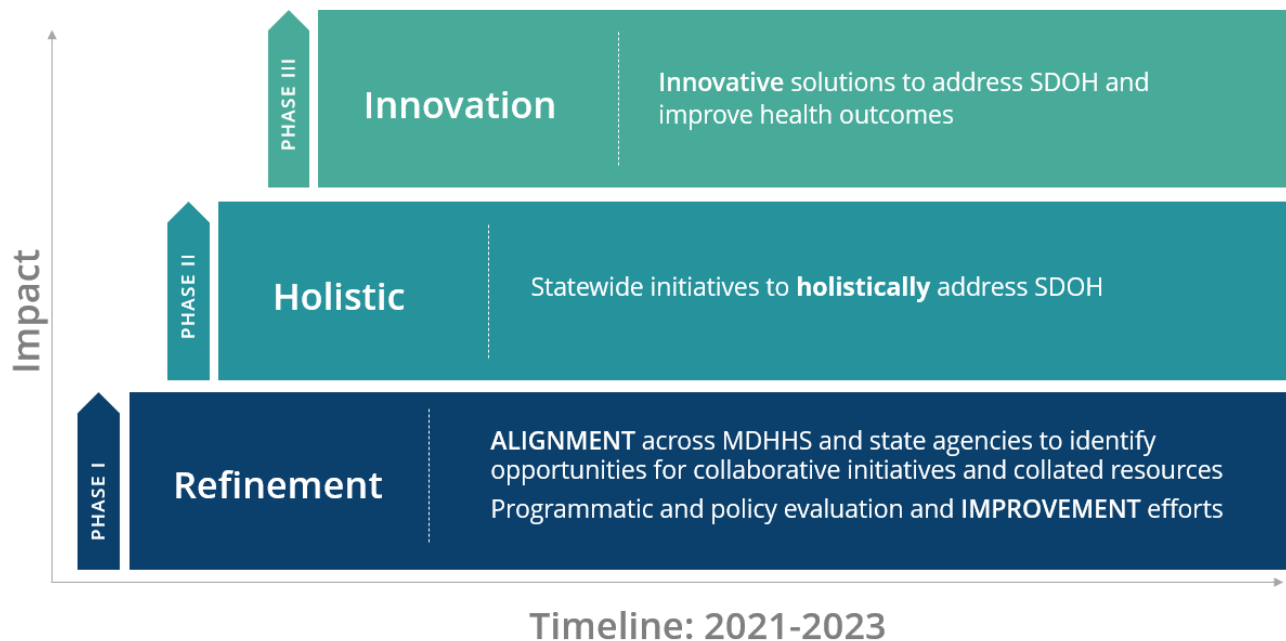 PHASE III
Innovation
Innovative solutions to address SDOH and
improve health outcomes
PHASE II
Holistic
Statewide initiatives to holistically address SDOH
PHASE I
Refinement
ALIGNMENT across MDHHS and state agencies to identify
opportunities for collaborative initiatives and collated resources
Programmatic and policy evaluation and IMPROVEMENT efforts
Impact
Timeline: 2021-2023